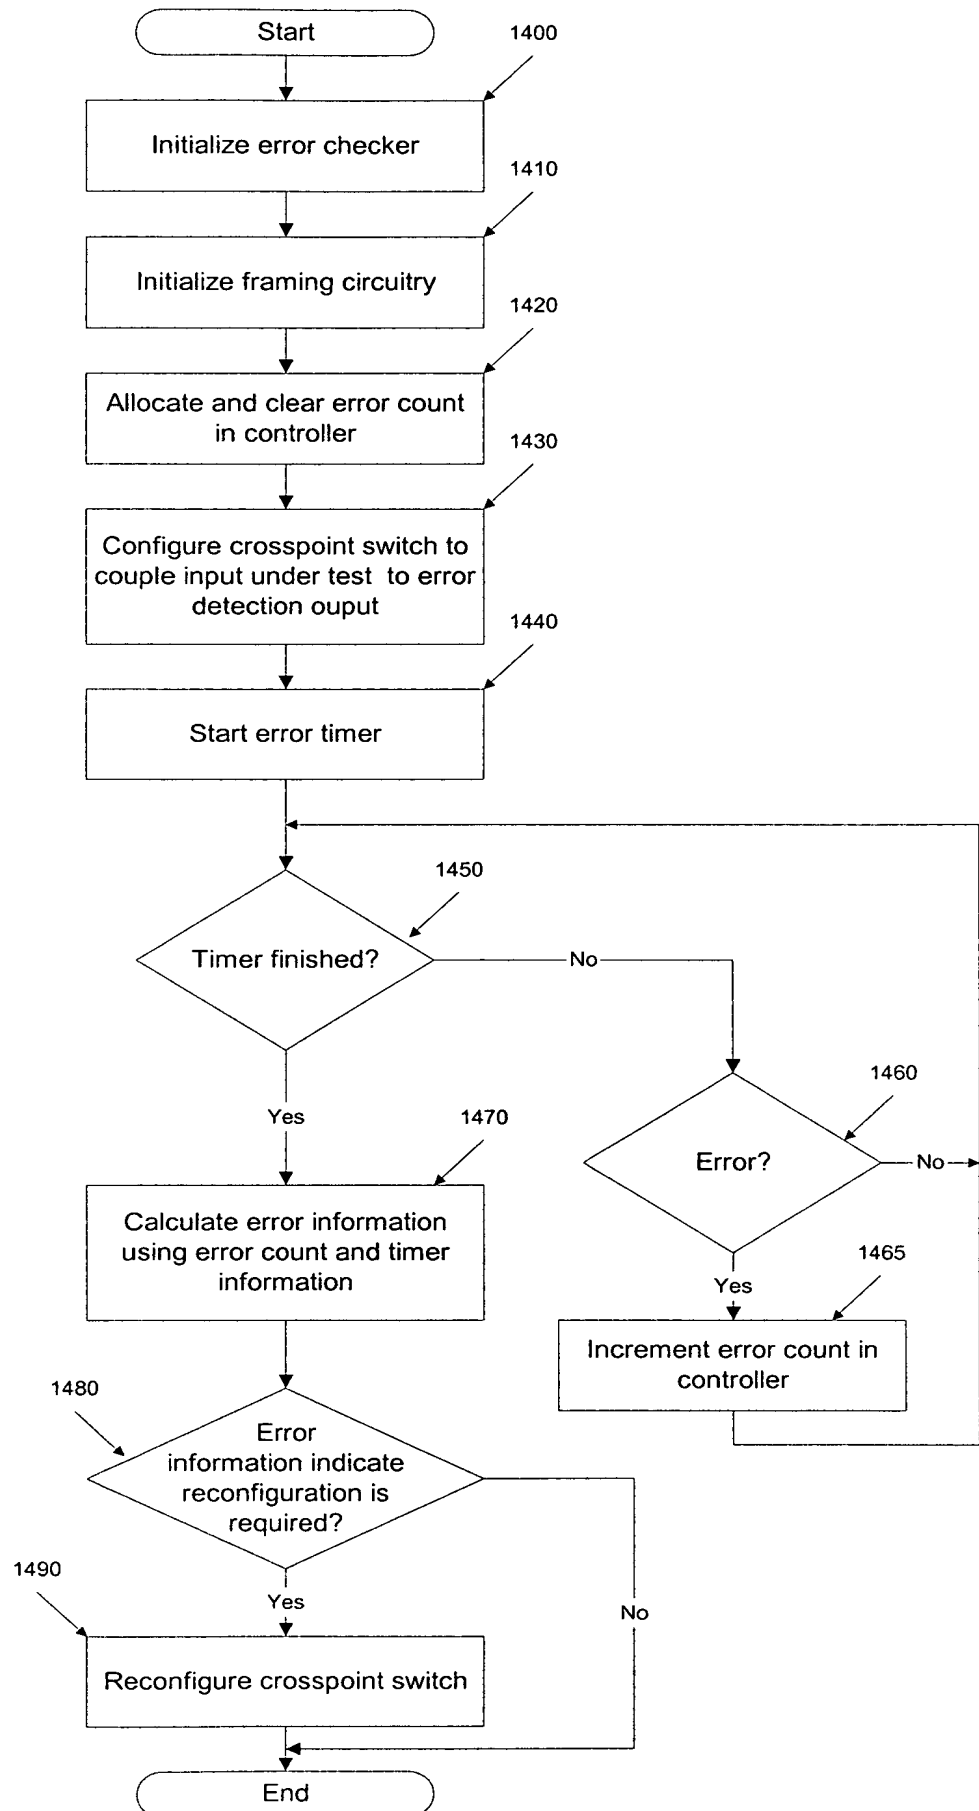 Start
1400
Initialize error checker
1410
Initialize framing circuitry
1420
Allocate and clear error count
in controller
1430
Configure crosspoint switch to
couple input under test to error
detection ouput
1440
Start error timer
1450
Timer finished?
No
1460
Error?
No
Yes
1470
Calculate error information
using error count and timer
information
Yes
1465
Increment error count in
controller
1480
Error
information indicate
reconfiguration is
required?
1490
Yes
No
Reconfigure crosspoint switch
End